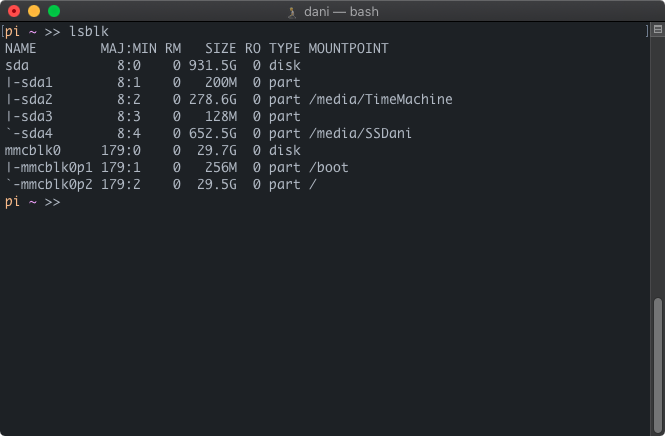 dani — bash
pi ~ >> lsblk
NAME        MAJ:MIN RM   SIZE RO TYPE MOUNTPOINT
sda           8:0    0 931.5G  0 disk
|-sda1        8:1    0   200M  0 part
|-sda2        8:2    0 278.6G  0 part /media/TimeMachine
|-sda3        8:3    0   128M  0 part
`-sda4        8:4    0 652.5G  0 part /media/SSDani
mmcblk0     179:0    0  29.7G  0 disk
|-mmcblk0p1 179:1    0   256M  0 part /boot
`-mmcblk0p2 179:2    0  29.5G  0 part /
pi ~ >>